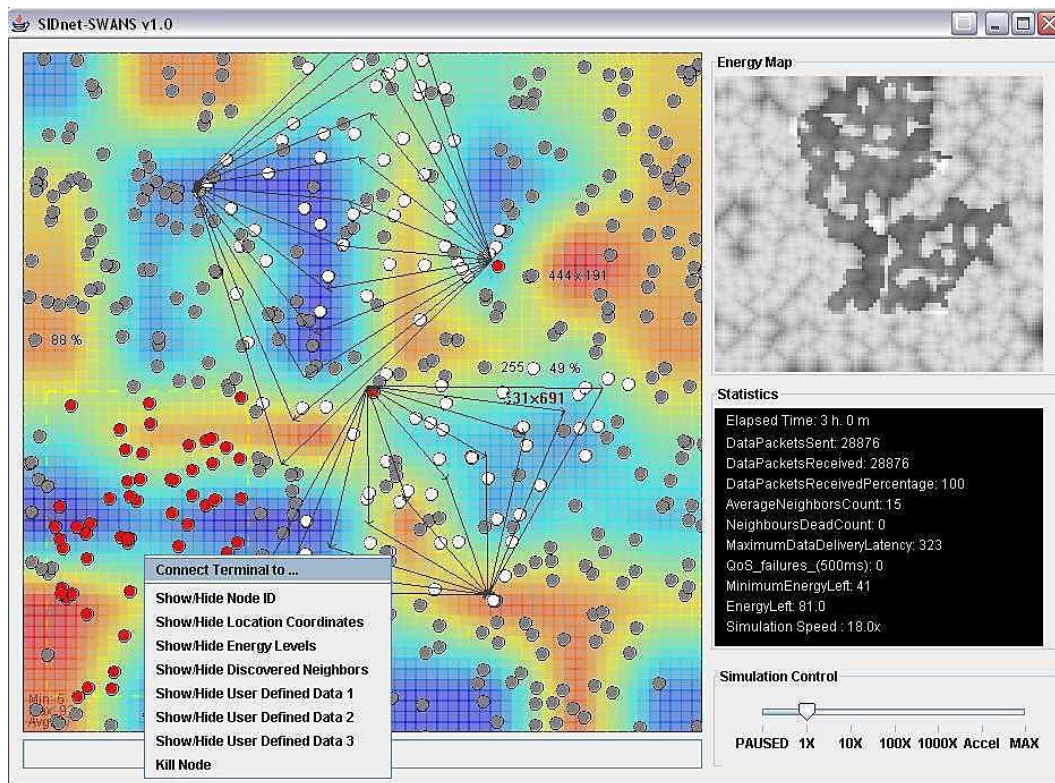 SIDnet-SWANS v1.0
Energy Map
444 x 191
88 %
255
49 %
31x691
Statistics
Elapsed Time: 3 h. 0 m
DataPacketsSent: 28876
DataPacketsReceived: 28876
DataPacketsReceivedPercentage: 100
AverageNeighborsCount: 15
NeighboursDeadCount: 0
MaximumDataDeliveryLatency: 323
QoS_failures_(500ms): 0
MinimumEnergyLeft: 41
EnergyLeft: 81.0
Simulation Speed : 18.0x
Connect Terminal to ...
Show/Hide Node ID
Show/Hide Location Coordinates
Show/Hide Energy Levels
Show/Hide Discovered Neighbors
Show/Hide User Defined Data 1
Show/Hide User Defined Data 2
Show/Hide User Defined Data 3
Kill Node
Min:
Simulation Control
PAUSED 1X 10X 100X 1000X Accel MAX